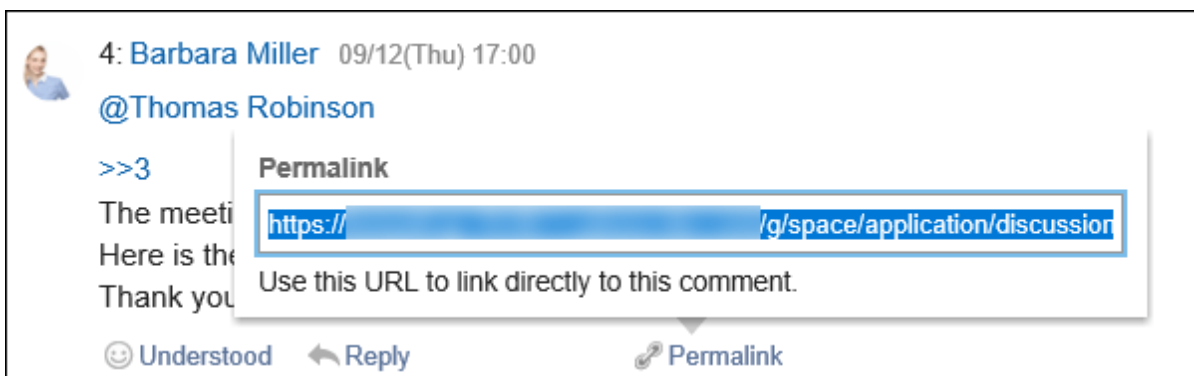 4: Barbara Miller 09/12(Thu) 17:00
@Thomas Robinson
>>3
Permalink
The meeti
https:// /g/space/application/discussion
Here is the
Use this URL to link directly to this comment.
Thank you
Understood Reply Permalink